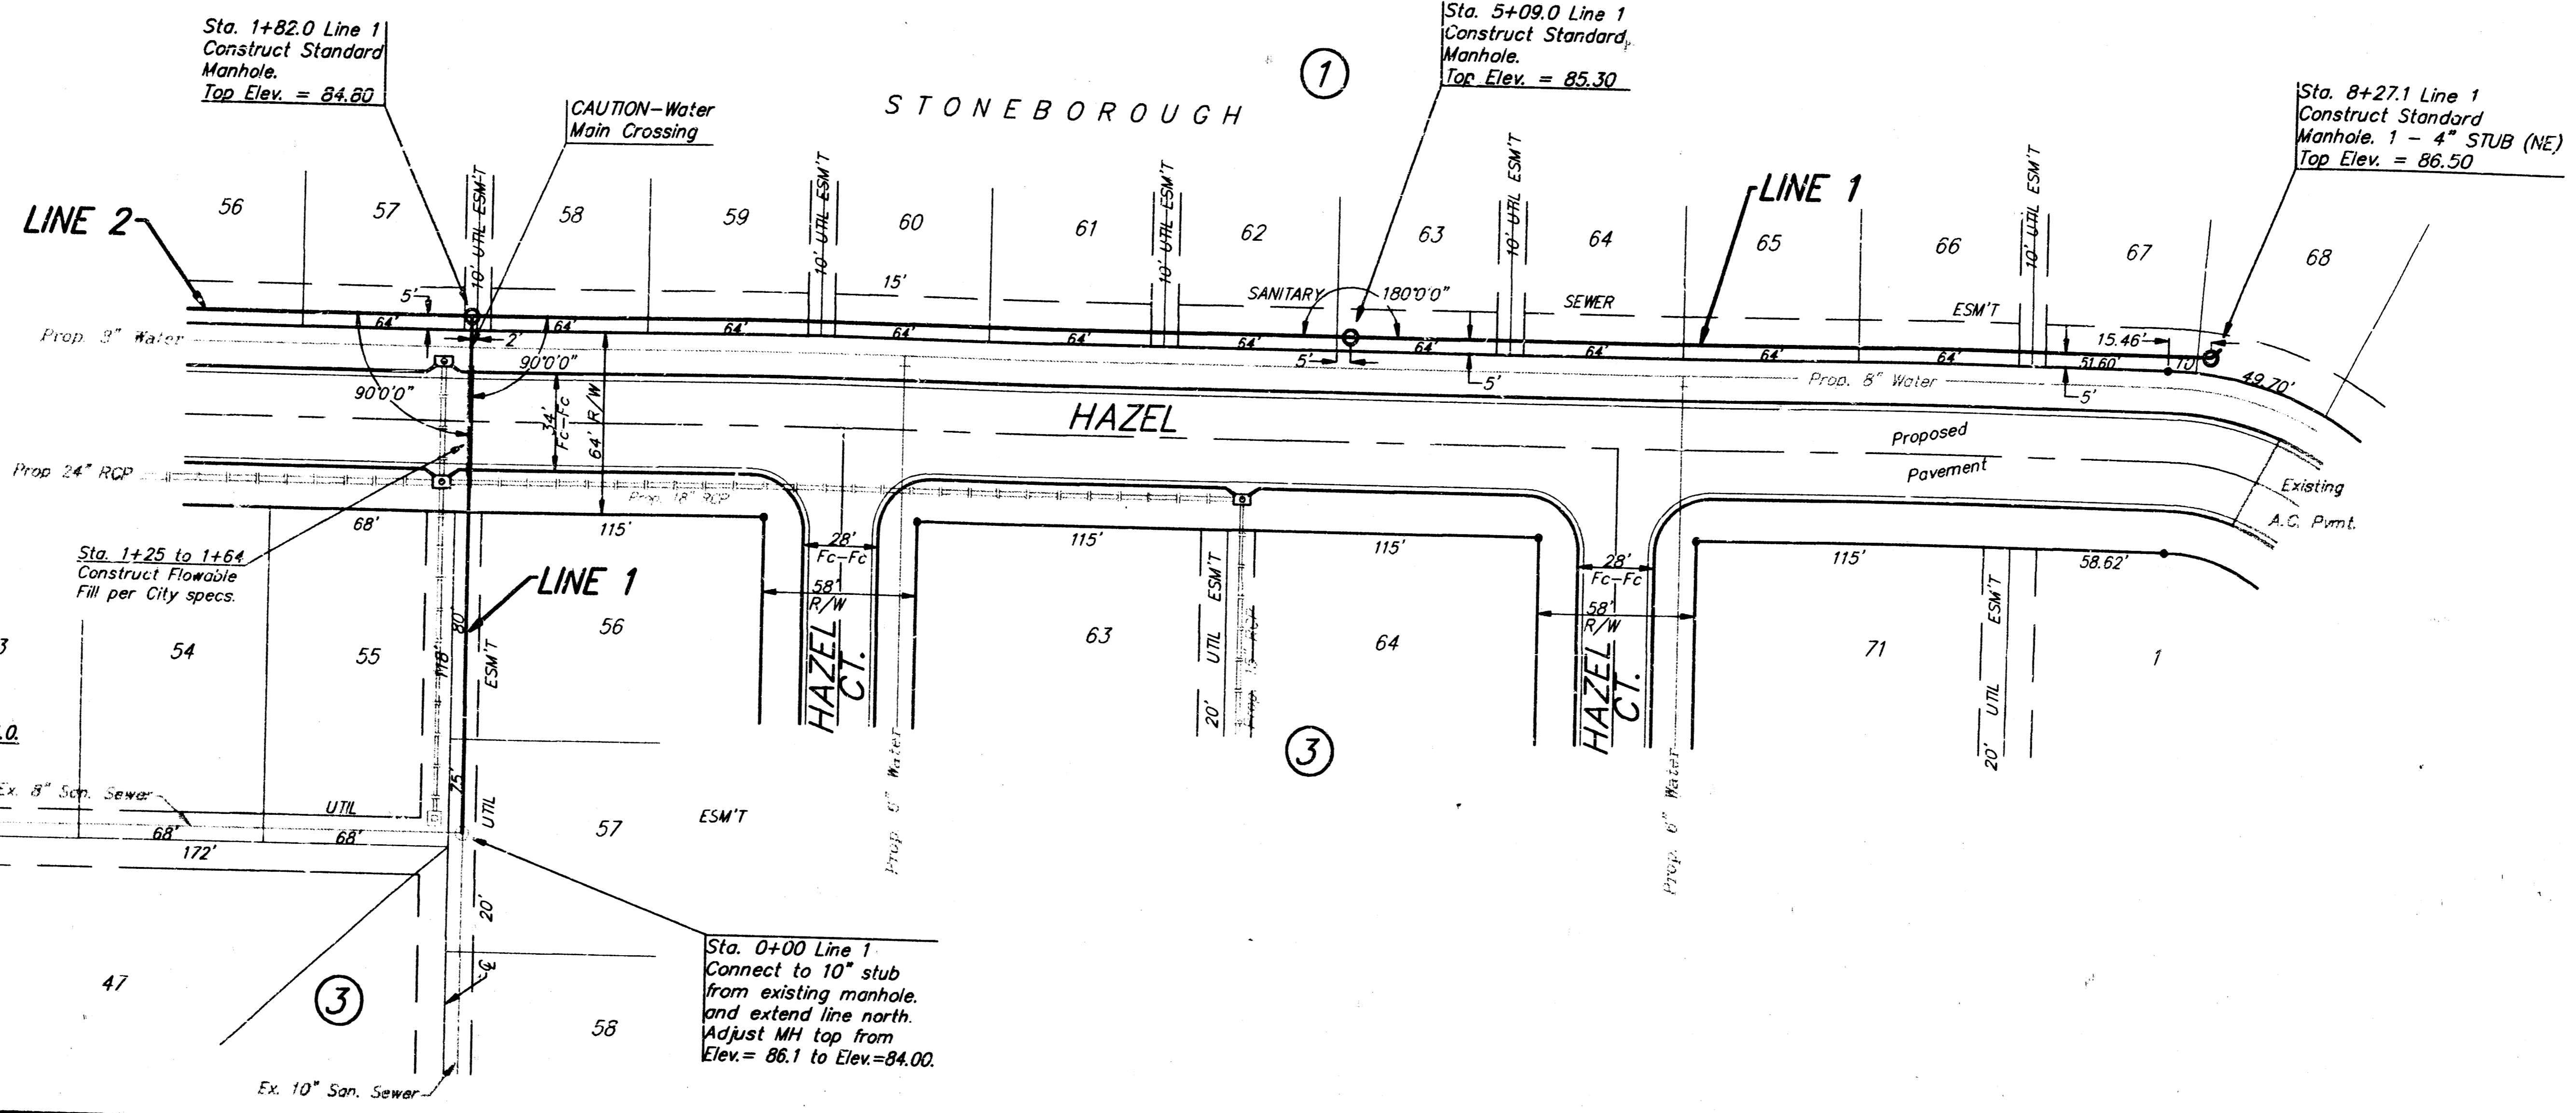 Sta. 1+82.0 Line 1
Construct Standard
Manhole.
Top Elev. = 84.80
CAUTION-Water
Main Crossing
STONEBOROUGH
1
Sta. 5+09.0 Line 1
Construct Standard
Manhole.
Top Elev. = 85.30
Sta. 8+27.1 Line 1
Construct Standard
Manhole. 1 - 4" STUB (NE)
Top Elev. = 86.50
LINE 2
LINE 1
56
57
58
59
60
61
62
63
64
65
66
67
68
10' UTIL ESM'T
10' UTIL ESM'T
10' UTIL ESM'T
10' UTIL ESM'T
10' UTIL ESM'T
15'
SANITARY
180°0'0"
SEWER
ESM'T
5'
64'
64'
64'
64'
64'
64'
64'
64'
64'
64'
51.60'
15.46'
49.70'
2'
5'
5'
5'
Prop. 8" Water
Prop. 8" Water
90°0'0"
90°0'0"
34'
Fc-Fc
64' R/W
HAZEL
Proposed
Pavement
Existing
A.C. Pvmt.
Prop 24" RCP
Prop. 18" RCP
68'
115'
28'
Fc-Fc
58'
R/W
115'
115'
28'
Fc-Fc
58'
R/W
115'
58.62'
Sta. 1+25 to 1+64
Construct Flowable
Fill per City specs.
LINE 1
80'
118'
75'
ESM'T
UTIL
20'
54
55
56
57
58
47
63
64
71
1
HAZEL
CT.
HAZEL
CT.
20' UTIL ESM'T
20' UTIL ESM'T
Prop 6" Water
Prop. 6" Water
3
3
Ex. 8" San. Sewer
UTIL
ESM'T
68'
68'
172'
℄
Sta. 0+00 Line 1
Connect to 10" stub
from existing manhole.
and extend line north.
Adjust MH top from
Elev.= 86.1 to Elev.=84.00.
Ex. 10" San. Sewer